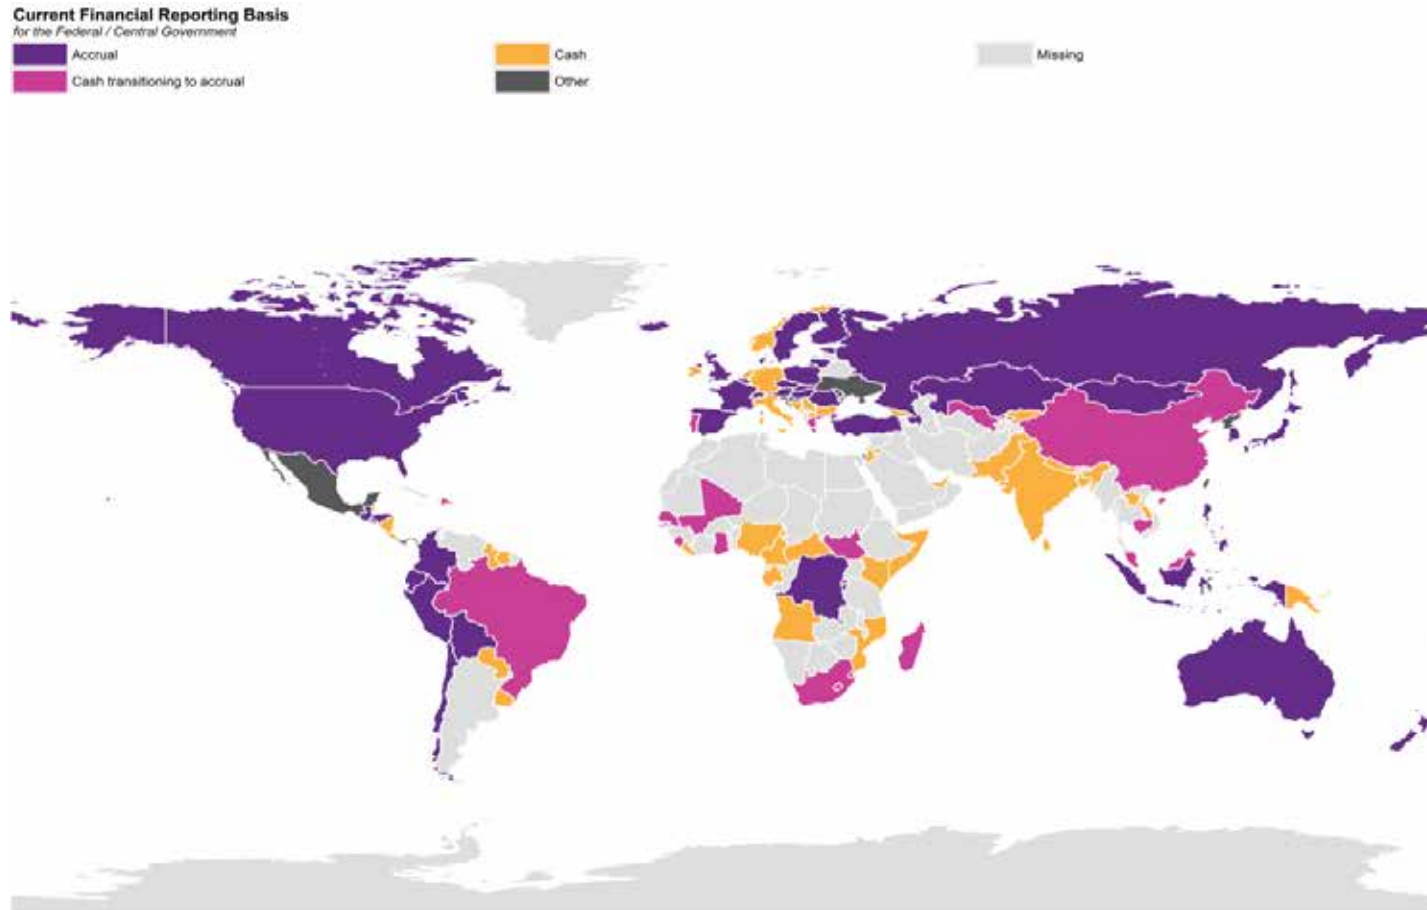 Current Financial Reporting Basis
for the Federal / Central Government
Accrual
Cash
Missing
Cash transitioning to accrual
Other